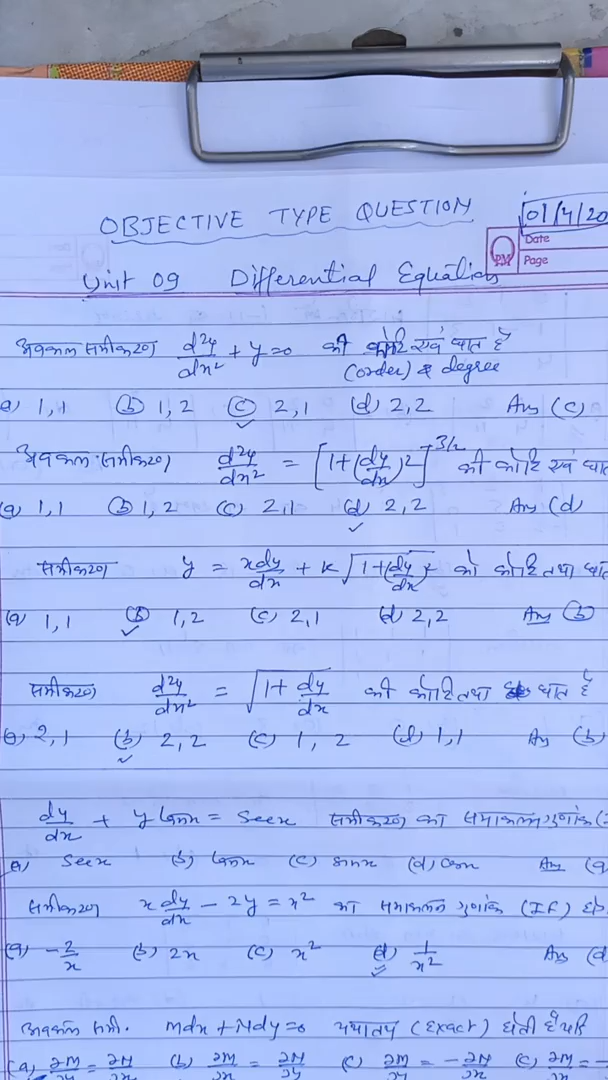 OBJECTIVE TYPE QUESTION
01/4/20
Date
Page
PM
Unit 09 Differential Equation
अवकल समीकरण d²y/dx² + y = 0 की कोटि एवं घात है
(order) & degree
a) 1,1 (b) 1,2 (c) 2,1 (d) 2,2 Ans (c)
अवकल समीकरण d²y/dx² = [1+(dy/dx)²]^3/2 की कोटि एवं घात
(a) 1,1 (b) 1,2 (c) 2,1 (d) 2,2 Ans (d)
समीकरण y = xdy/dx + k√1+(dy/dx)² की कोटि तथा घात
(a) 1,1 (b) 1,2 (c) 2,1 (d) 2,2 Ans (b)
समीकरण d²y/dx² = √1+dy/dx की कोटि तथा घात है
(a) 2,1 (b) 2,2 (c) 1,2 (d) 1,1 Ans (b)
dy/dx + y tanx = secx समीकरण का समाकलन गुणांक
(a) secx (b) tanx (c) sinx (d) cosx Ans (a
समीकरण x dy/dx - 2y = x² का समाकलन गुणांक (IF) होगा
(a) -2/x (b) 2x (c) x² (d) 1/x² Ans (d
अवकल समी. mdx + Ndy = 0 यथातथ (Exact) होती है यदि
(a) ∂M/∂y = ∂N/∂x (b) ∂M/∂x = ∂N/∂y (c) ∂M/∂y = -∂N/∂x (c) ∂M/∂x = -